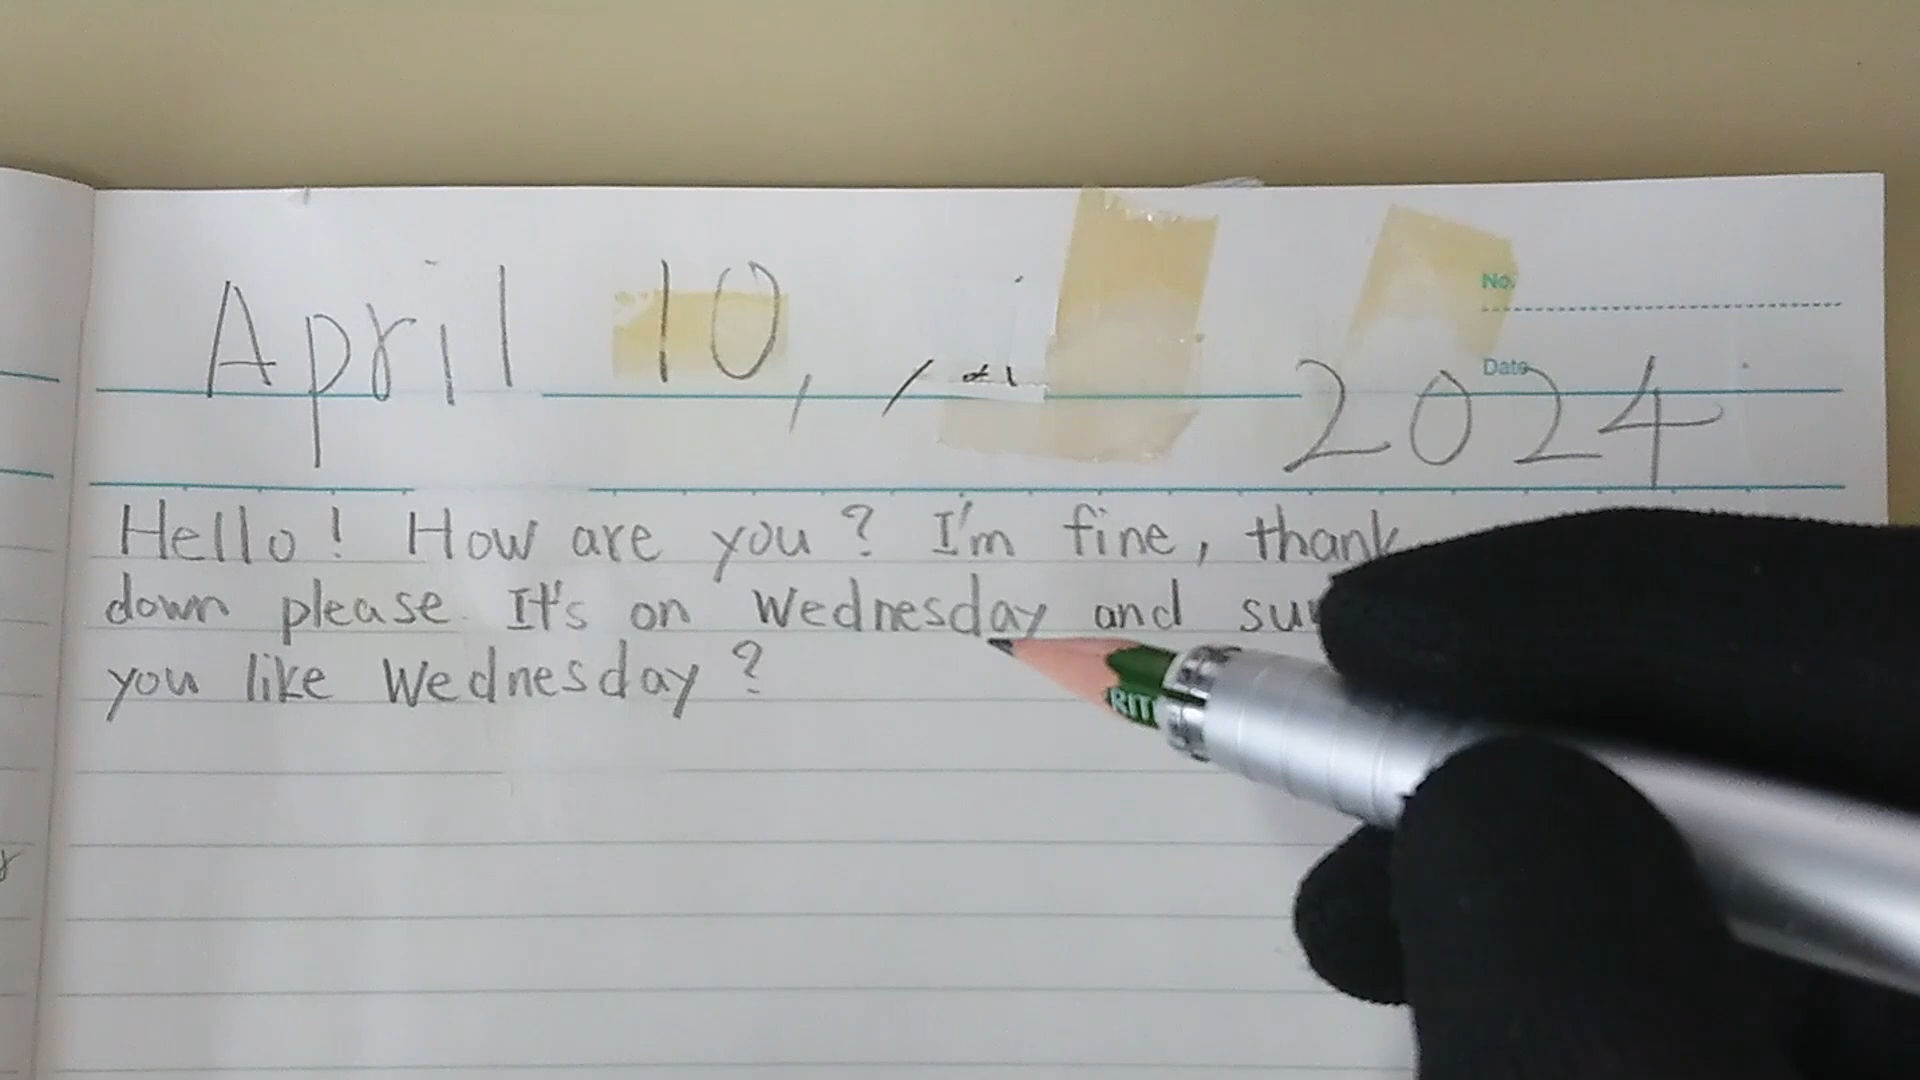 No.
April 10, 2024
Date
Hello! How are you? I'm fine, thank
down please. It's on Wednesday and
you like Wednesday?
RIT